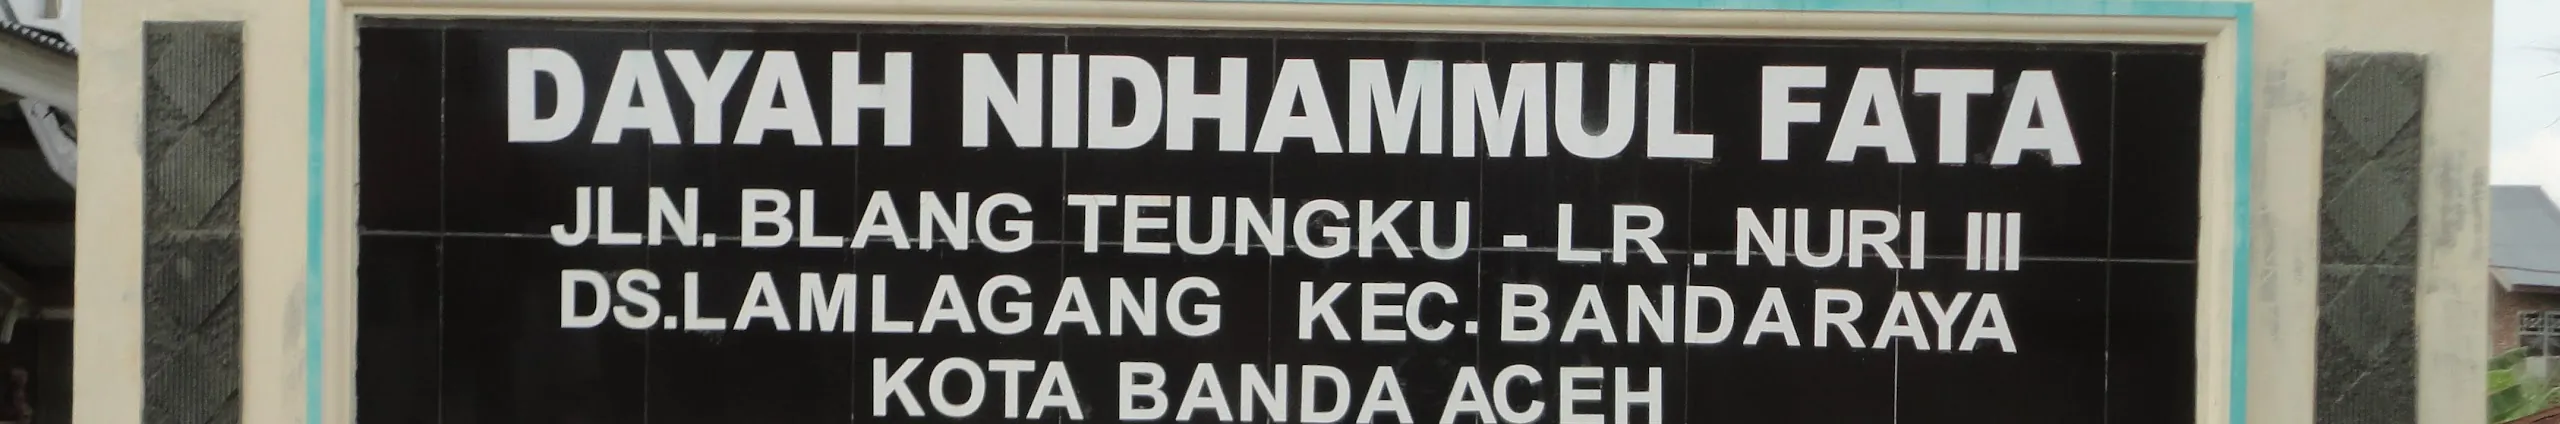 DAYAH NIDHAMMUL FATA
JLN. BLANG TEUNGKU - LR . NURI III
DS.LAMLAGANG KEC.BANDARAYA
KOTA BANDA ACEH